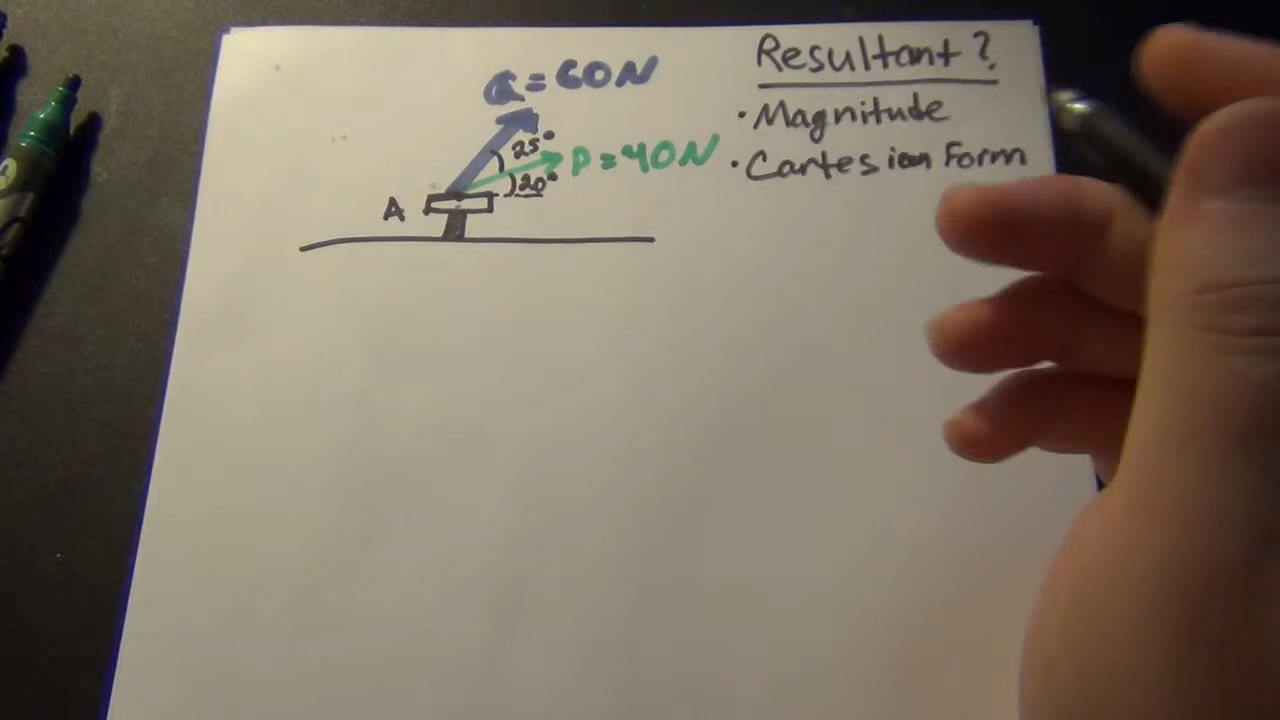 Resultant?
Q = 60N
• Magnitude
25°
P = 40N
• Cartesian Form
20°
A